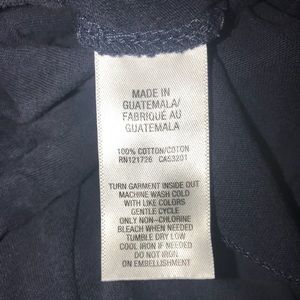 MADE IN
GUATEMALA/
FABRIQUÉ AU
GUATEMALA
100% COTTON/COTON
RN121726 CA53201
TURN GARMENT INSIDE OUT
MACHINE WASH COLD
WITH LIKE COLORS
GENTLE CYCLE
ONLY NON-CHLORINE
BLEACH WHEN NEEDED
TUMBLE DRY LOW
COOL IRON IF NEEDED
DO NOT IRON
ON EMBELLISHMENT